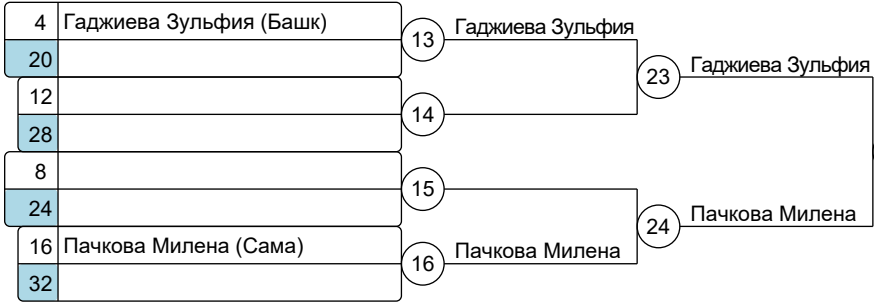 4 Гаджиева Зульфия (Башк)
13 Гаджиева Зульфия
20
23 Гаджиева Зульфия
12
14
28
8
15
24
24 Пачкова Милена
16 Пачкова Милена (Сама)
16 Пачкова Милена
32